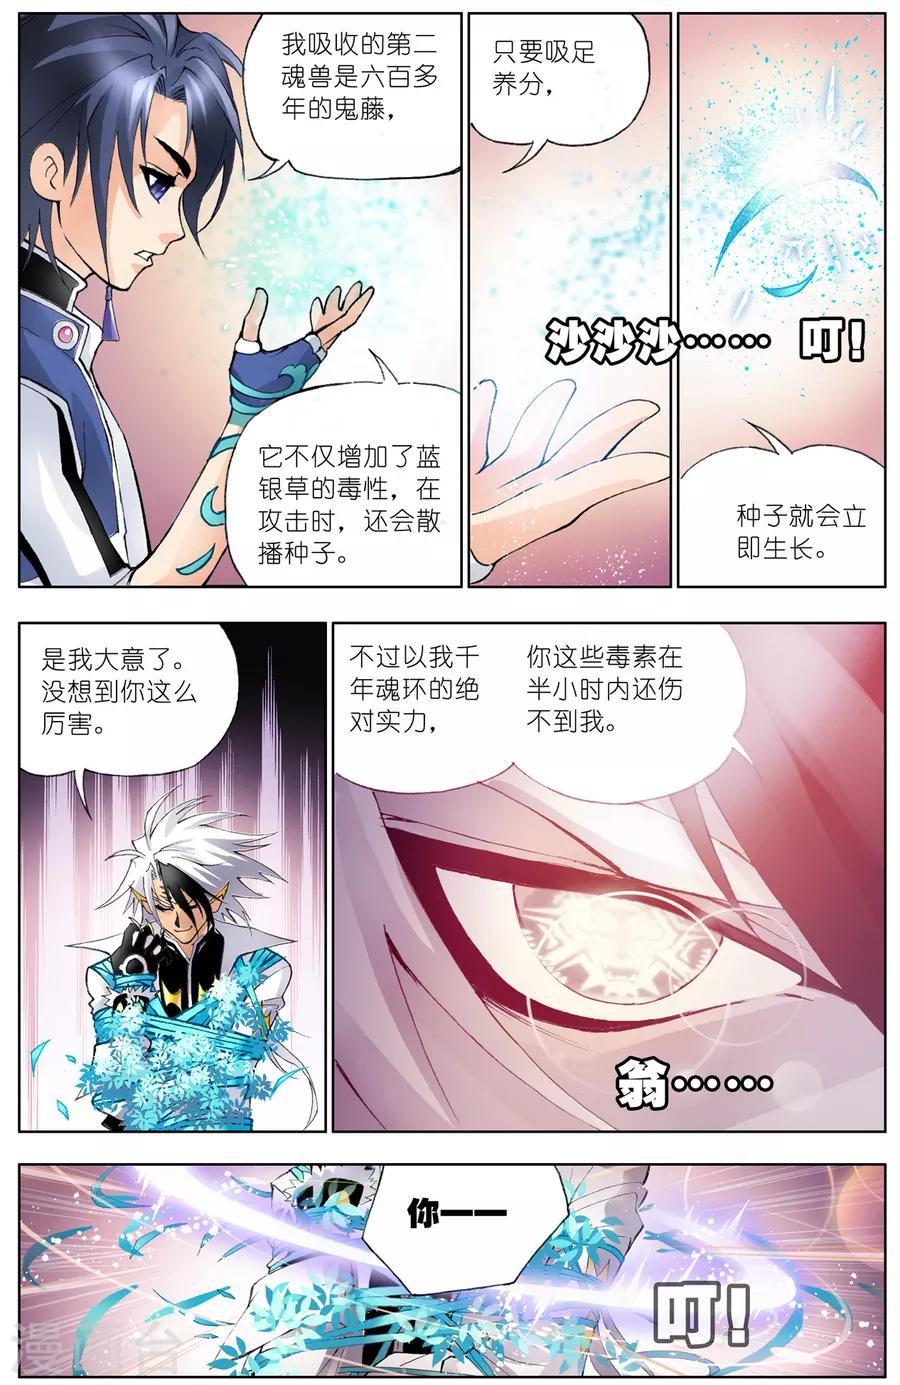 我吸收的第二
魂兽是六百多
年的鬼藤，
它不仅增加了蓝
银草的毒性，在
攻击时，还会散
播种子。
只要吸足
养分，
沙沙沙…… 叮！
种子就会立
即生长。
是我大意了。
没想到你这么
厉害。
不过以我千
年魂环的绝
对实力，
你这些毒素在
半小时内还伤
不到我。
翁……
你——
叮！
漫画台